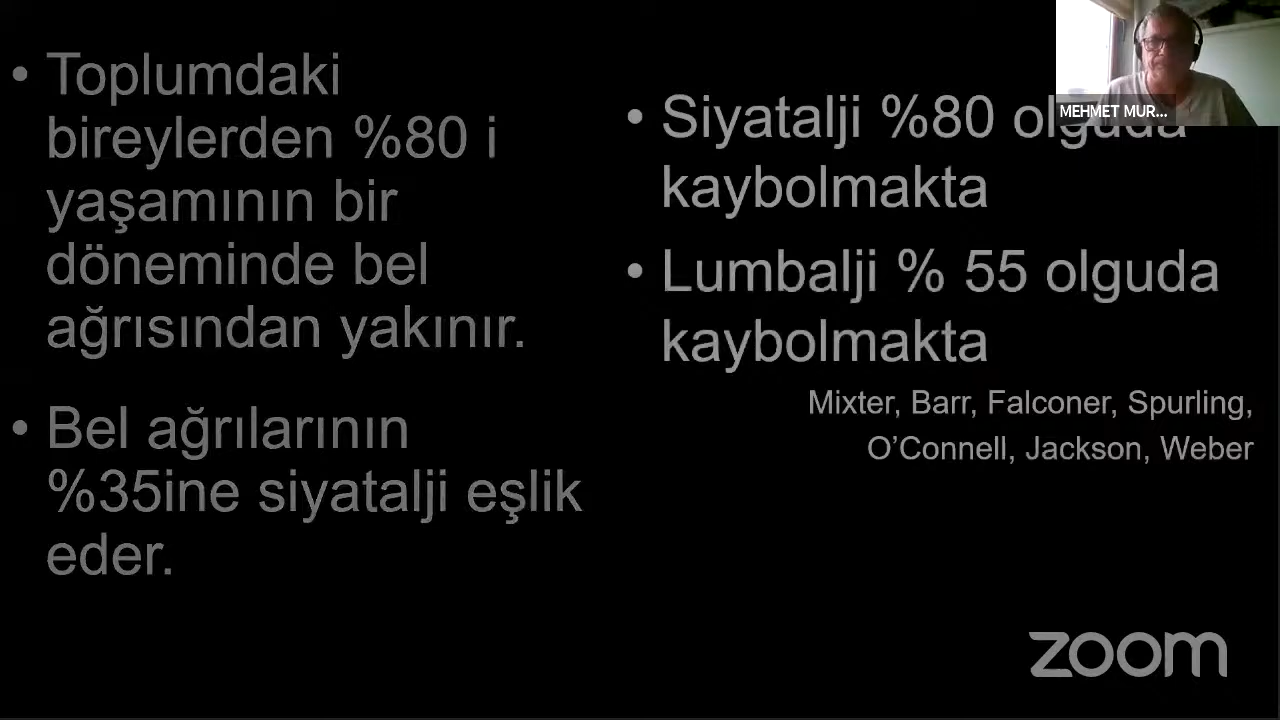 • Toplumdaki
bireylerden %80 i
yaşamının bir
döneminde bel
ağrısından yakınır.
• Bel ağrılarının
%35ine siyatalji eşlik
eder.
• Siyatalji %80 olguda
kaybolmakta
• Lumbalji % 55 olguda
kaybolmakta
Mixter, Barr, Falconer, Spurling,
O’Connell, Jackson, Weber
MEHMET MUR...
zoom